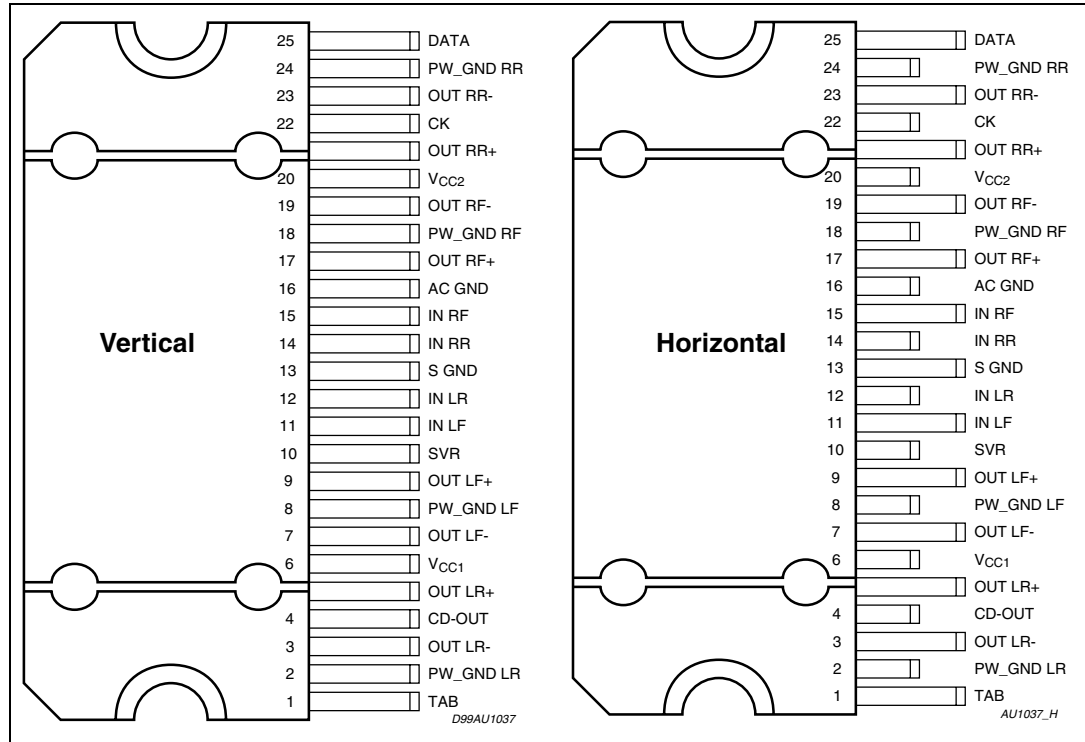 25 DATA
24 PW_GND RR
23 OUT RR-
22 CK
OUT RR+
20 VCC2
19 OUT RF-
18 PW_GND RF
17 OUT RF+
16 AC GND
15 IN RF
14 IN RR
13 S GND
12 IN LR
11 IN LF
10 SVR
9 OUT LF+
8 PW_GND LF
7 OUT LF-
6 VCC1
OUT LR+
4 CD-OUT
3 OUT LR-
2 PW_GND LR
1 TAB
Vertical
D99AU1037
25 DATA
24 PW_GND RR
23 OUT RR-
22 CK
OUT RR+
20 VCC2
19 OUT RF-
18 PW_GND RF
17 OUT RF+
16 AC GND
15 IN RF
14 IN RR
13 S GND
12 IN LR
11 IN LF
10 SVR
9 OUT LF+
8 PW_GND LF
7 OUT LF-
6 VCC1
OUT LR+
4 CD-OUT
3 OUT LR-
2 PW_GND LR
1 TAB
Horizontal
AU1037_H